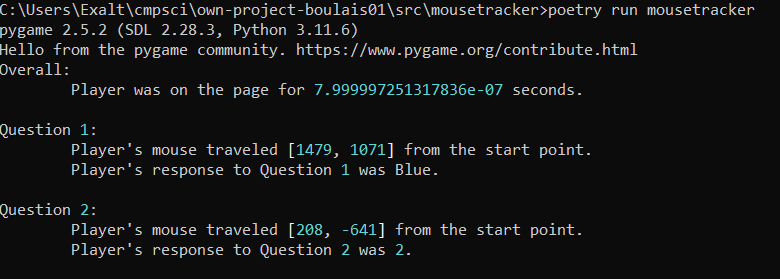 C:\Users\Exalt\cmpsci\own-project-boulais01\src\mousetracker>poetry run mousetracker
pygame 2.5.2 (SDL 2.28.3, Python 3.11.6)
Hello from the pygame community. https://www.pygame.org/contribute.html
Overall:
Player was on the page for 7.999997251317836e-07 seconds.
Question 1:
Player's mouse traveled [1479, 1071] from the start point.
Player's response to Question 1 was Blue.
Question 2:
Player's mouse traveled [208, -641] from the start point.
Player's response to Question 2 was 2.